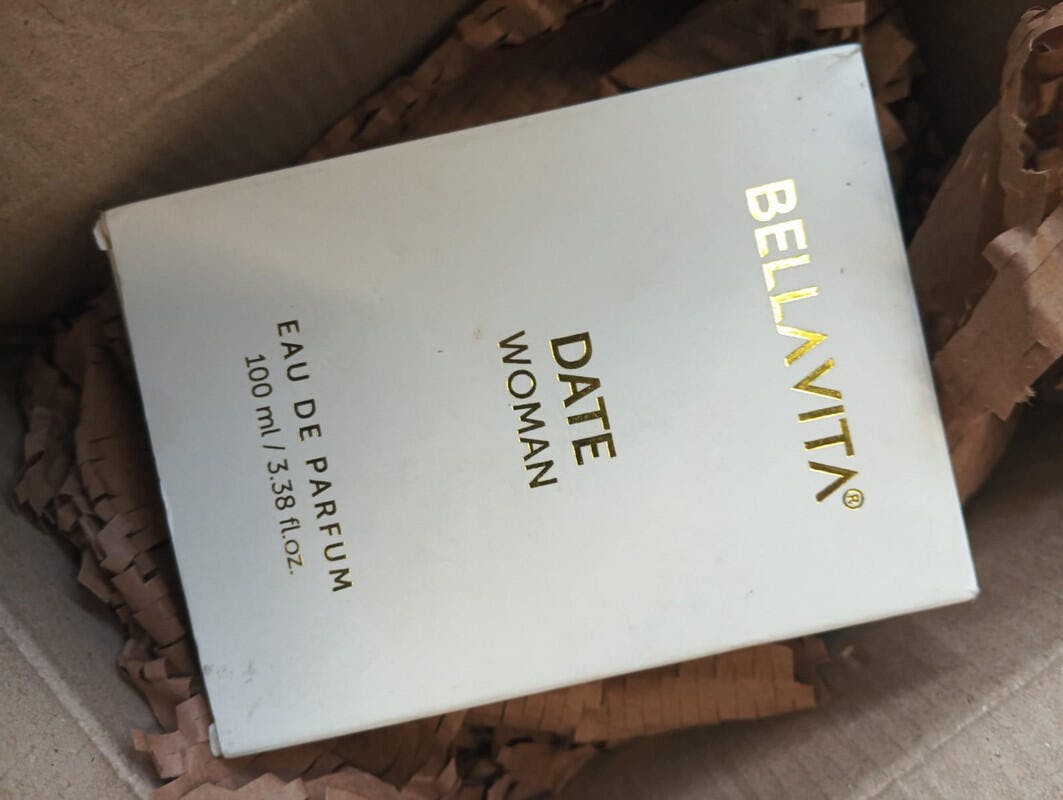 BELLAVITA®
DATE
WOMAN
EAU DE PARFUM
100 ml / 3.38 fl.oz.